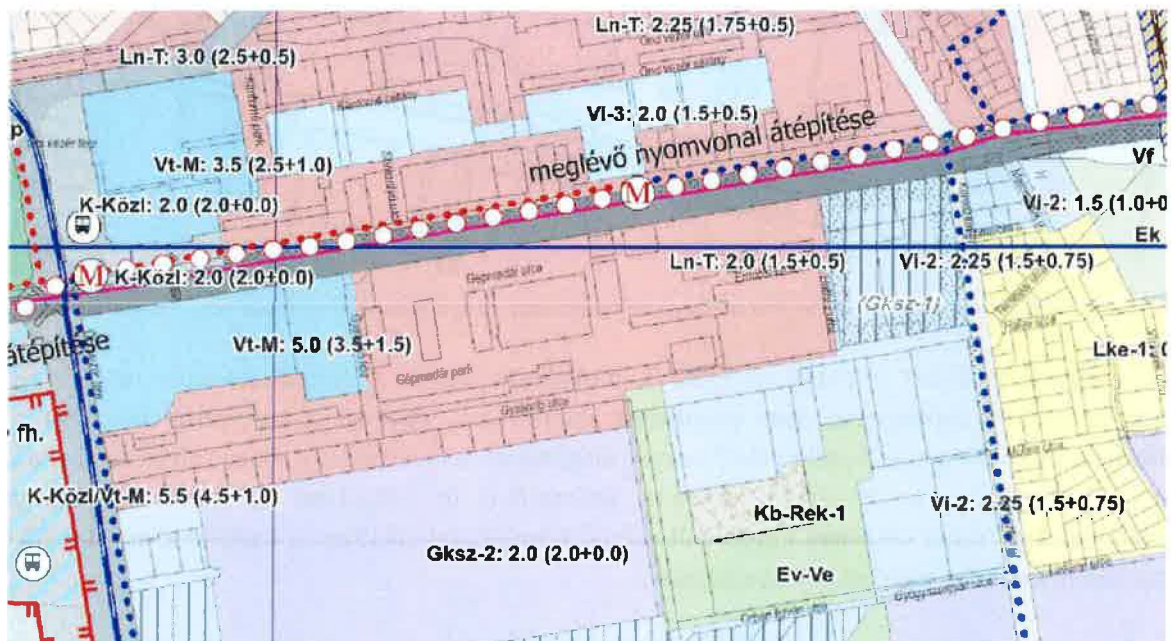 Ln-T: 3.0 (2.5+0.5)
Ln-T: 2.25 (1.75+0.5)
Vt-M: 3.5 (2.5+1.0)
VI-3: 2.0 (1.5+0.5)
meglévő nyomvonal átépítése
p
K-Közl: 2.0 (2.0+0.0)
Vf
Vi-2: 1.5 (1.0+0
Ek
M
M
K-Közl: 2.0 (2.0+0.0)
Gépmadár utca
Ln-T: 2.0 (1.5+0.5)
Vi-2: 2.25 (1.5+0.75)
(Gksz-1)
átépítése
Vt-M: 5.0 (3.5+1.5)
Lke-1: 0
Gépmadár park
fh.
K-Közl/Vt-M: 5.5 (4.5+1.0)
Kb-Rek-1
Vi-2: 2.25 (1.5+0.75)
Gksz-2: 2.0 (2.0+0.0)
Ev-Ve
Gyógyszergyár utca